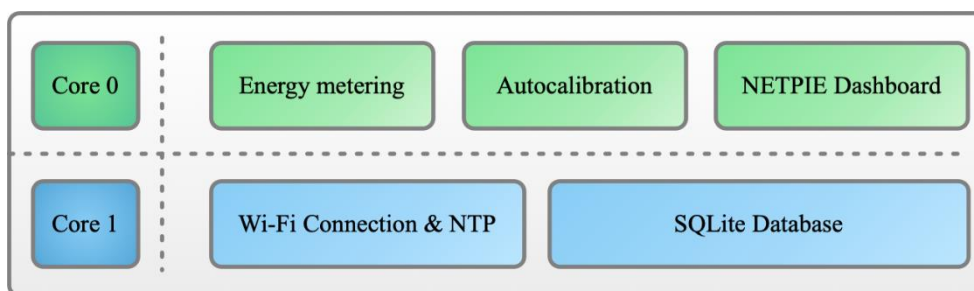 Core 0
Energy metering
Autocalibration
NETPIE Dashboard
Core 1
Wi-Fi Connection & NTP
SQLite Database